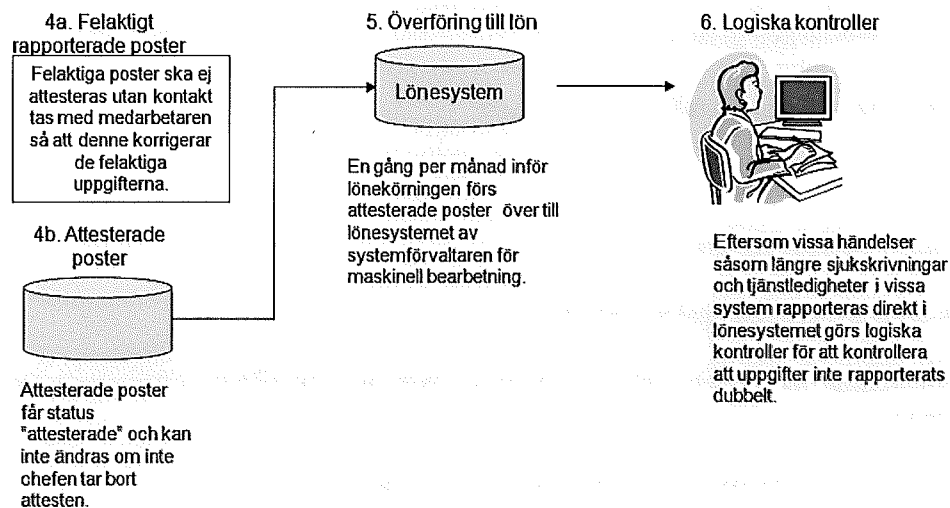 4a. Felaktigt
rapporterade poster
Felaktiga poster ska ej
attesteras utan kontakt
tas med medarbetaren
så att denne korrigerar
de felaktiga
uppgifterna.
4b. Attesterade
poster
Attesterade poster
får status
"attesterade" och kan
inte ändras om inte
chefen tar bort
attesten.
5. Överföring till lön
Lönesystem
En gång per månad inför
lönekörningen förs
attesterade poster över till
lönesystemet av
systemförvaltaren för
maskinell bearbetning.
6. Logiska kontroller
Eftersom vissa händelser
såsom längre sjukskrivningar
och tjänstledigheter i vissa
system rapporteras direkt i
lönesystemet görs logiska
kontroller för att kontrollera
att uppgifter inte rapporterats
dubbelt.